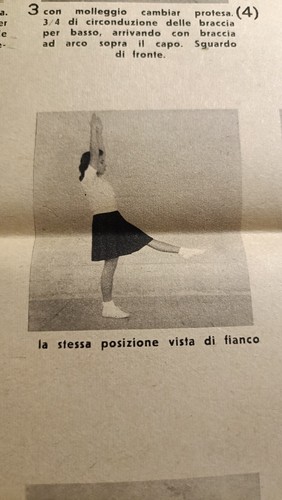 a.
er
e
e-
3 con molleggio cambiar protesa. (4)
3/4 di circonduzione delle braccia
per basso, arrivando con braccia
ad arco sopra il capo. Sguardo
di fronte.
la stessa posizione vista di fianco